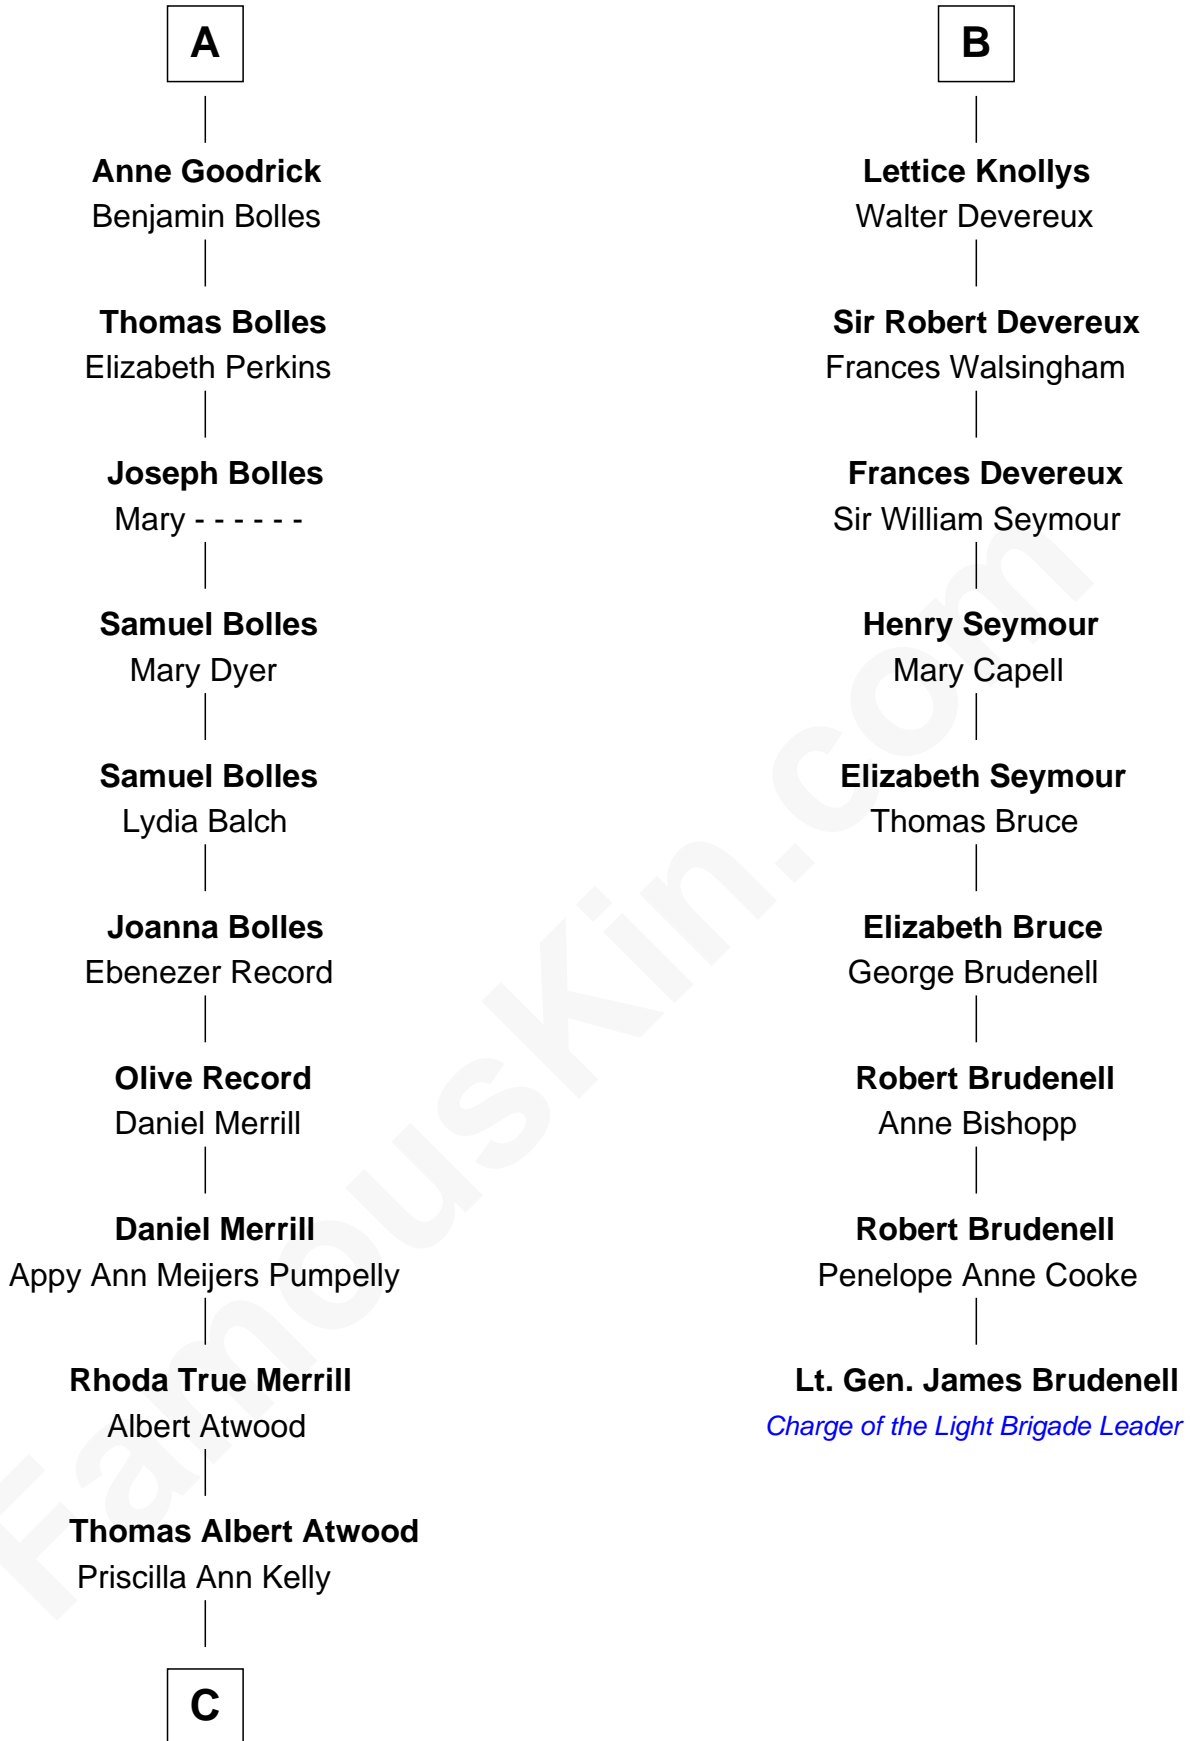 A
Anne Goodrick
Benjamin Bolles
Thomas Bolles
Elizabeth Perkins
Joseph Bolles
Mary - - - - - -
Samuel Bolles
Mary Dyer
Samuel Bolles
Lydia Balch
Joanna Bolles
Ebenezer Record
Olive Record
Daniel Merrill
Daniel Merrill
Appy Ann Meijers Pumpelly
Rhoda True Merrill
Albert Atwood
Thomas Albert Atwood
Priscilla Ann Kelly
C
B
Lettice Knollys
Walter Devereux
Sir Robert Devereux
Frances Walsingham
Frances Devereux
Sir William Seymour
Henry Seymour
Mary Capell
Elizabeth Seymour
Thomas Bruce
Elizabeth Bruce
George Brudenell
Robert Brudenell
Anne Bishopp
Robert Brudenell
Penelope Anne Cooke
Lt. Gen. James Brudenell
Charge of the Light Brigade Leader
FamousKin.com